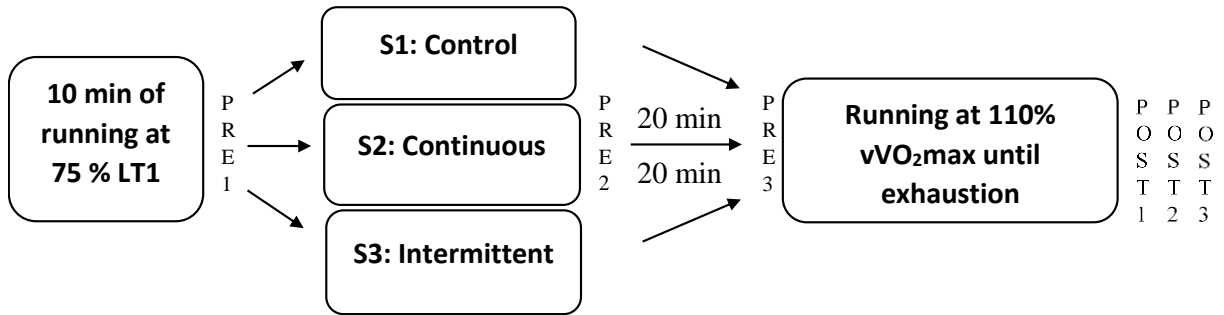 10 min of
running at
75 % LT1
P
R
E
1
S1: Control
S2: Continuous
S3: Intermittent
P
R
E
2
20 min
20 min
P
R
E
3
Running at 110%
vVO₂max until
exhaustion
P
O
S
T
1
P
O
S
T
2
P
O
S
T
3